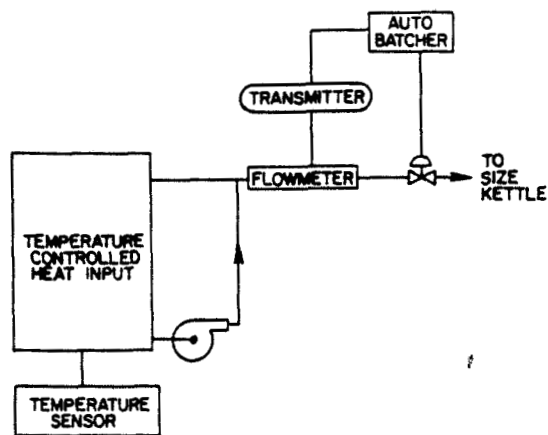 AUTO
BATCHER
TRANSMITTER
FLOWMETER
TO
SIZE
KETTLE
TEMPERATURE
CONTROLLED
HEAT INPUT
TEMPERATURE
SENSOR